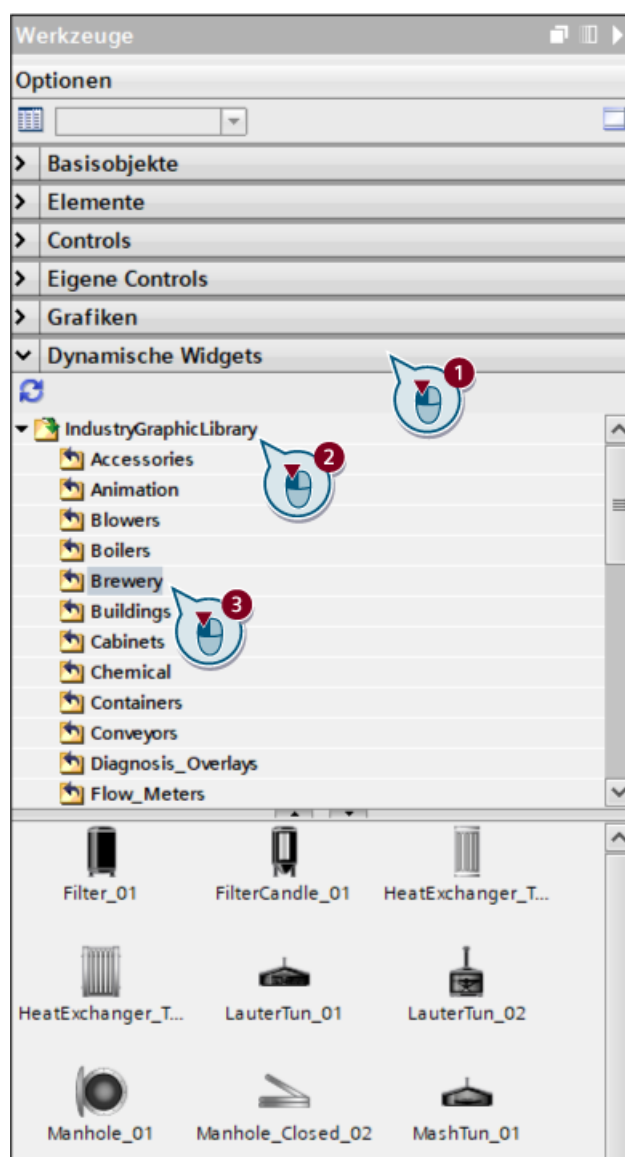 Werkzeuge
Optionen
Basisobjekte
Elemente
Controls
Eigene Controls
Grafiken
Dynamische Widgets
1
IndustryGraphicLibrary
2
Accessories
Animation
Blowers
Boilers
Brewery
3
Buildings
Cabinets
Chemical
Containers
Conveyors
Diagnosis_Overlays
Flow_Meters
Filter_01 FilterCandle_01 HeatExchanger_T...
HeatExchanger_T... LauterTun_01 LauterTun_02
Manhole_01 Manhole_Closed_02 MashTun_01